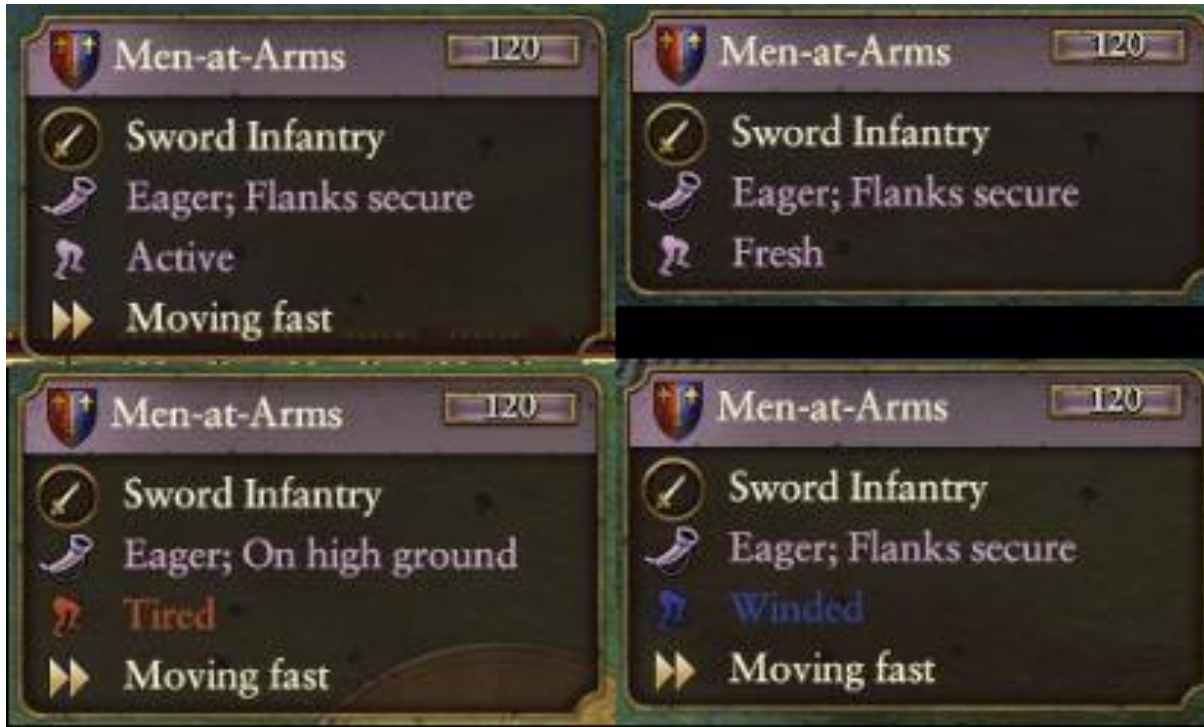 Men-at-Arms 120
Sword Infantry
Eager; Flanks secure
Active
Moving fast
Men-at-Arms 120
Sword Infantry
Eager; Flanks secure
Fresh
Men-at-Arms 120
Sword Infantry
Eager; On high ground
Tired
Moving fast
Men-at-Arms 120
Sword Infantry
Eager; Flanks secure
Winded
Moving fast